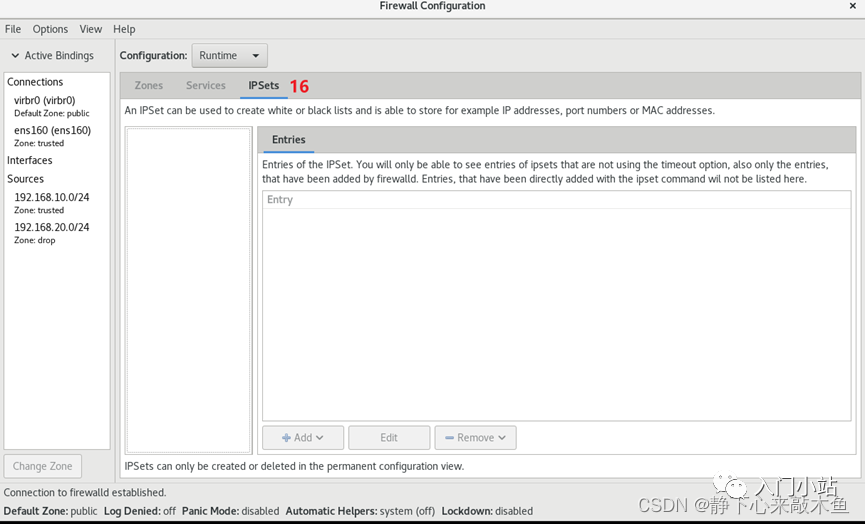 Firewall Configuration
×
File Options View Help
Active Bindings
Configuration: Runtime
Connections
virbr0 (virbr0)
Default Zone: public
ens160 (ens160)
Zone: trusted
Interfaces
Sources
192.168.10.0/24
Zone: trusted
192.168.20.0/24
Zone: drop
Change Zone
Zones Services IPSets 16
An IPSet can be used to create white or black lists and is able to store for example IP addresses, port numbers or MAC addresses.
Entries
Entries of the IPSet. You will only be able to see entries of ipsets that are not using the timeout option, also only the entries,
that have been added by firewalld. Entries, that have been directly added with the ipset command wil not be listed here.
Entry
Add Edit Remove
IPSets can only be created or deleted in the permanent configuration view.
Connection to firewalld established.
Default Zone: public Log Denied: off Panic Mode: disabled Automatic Helpers: system (off) Lockdown: disabled
入门小站
CSDN @静下心来敲木鱼